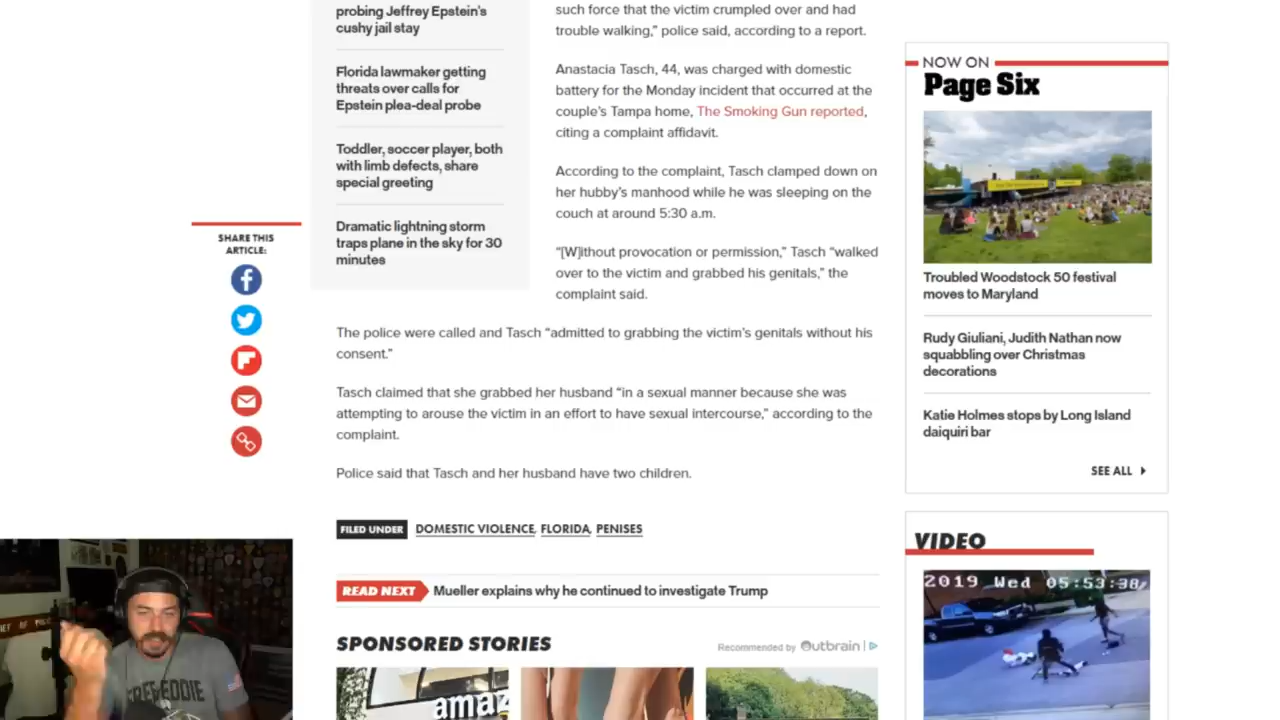 probing Jeffrey Epstein's
cushy jail stay
Florida lawmaker getting
threats over calls for
Epstein plea-deal probe
Toddler, soccer player, both
with limb defects, share
special greeting
Dramatic lightning storm
traps plane in the sky for 30
minutes
SHARE THIS
ARTICLE:
such force that the victim crumpled over and had
trouble walking,” police said, according to a report.
Anastacia Tasch, 44, was charged with domestic
battery for the Monday incident that occurred at the
couple’s Tampa home, The Smoking Gun reported,
citing a complaint affidavit.
According to the complaint, Tasch clamped down on
her hubby’s manhood while he was sleeping on the
couch at around 5:30 a.m.
“[W]ithout provocation or permission,” Tasch “walked
over to the victim and grabbed his genitals,” the
complaint said.
The police were called and Tasch “admitted to grabbing the victim’s genitals without his
consent.”
Tasch claimed that she grabbed her husband “in a sexual manner because she was
attempting to arouse the victim in an effort to have sexual intercourse,” according to the
complaint.
Police said that Tasch and her husband have two children.
FILED UNDER DOMESTIC VIOLENCE, FLORIDA, PENISES
READ NEXT Mueller explains why he continued to investigate Trump
SPONSORED STORIES
Recommended by Outbrain
amaz
NOW ON
Page Six
Troubled Woodstock 50 festival
moves to Maryland
Rudy Giuliani, Judith Nathan now
squabbling over Christmas
decorations
Katie Holmes stops by Long Island
daiquiri bar
SEE ALL
VIDEO
2019 Wed 05:53:38
FREE EDDIE